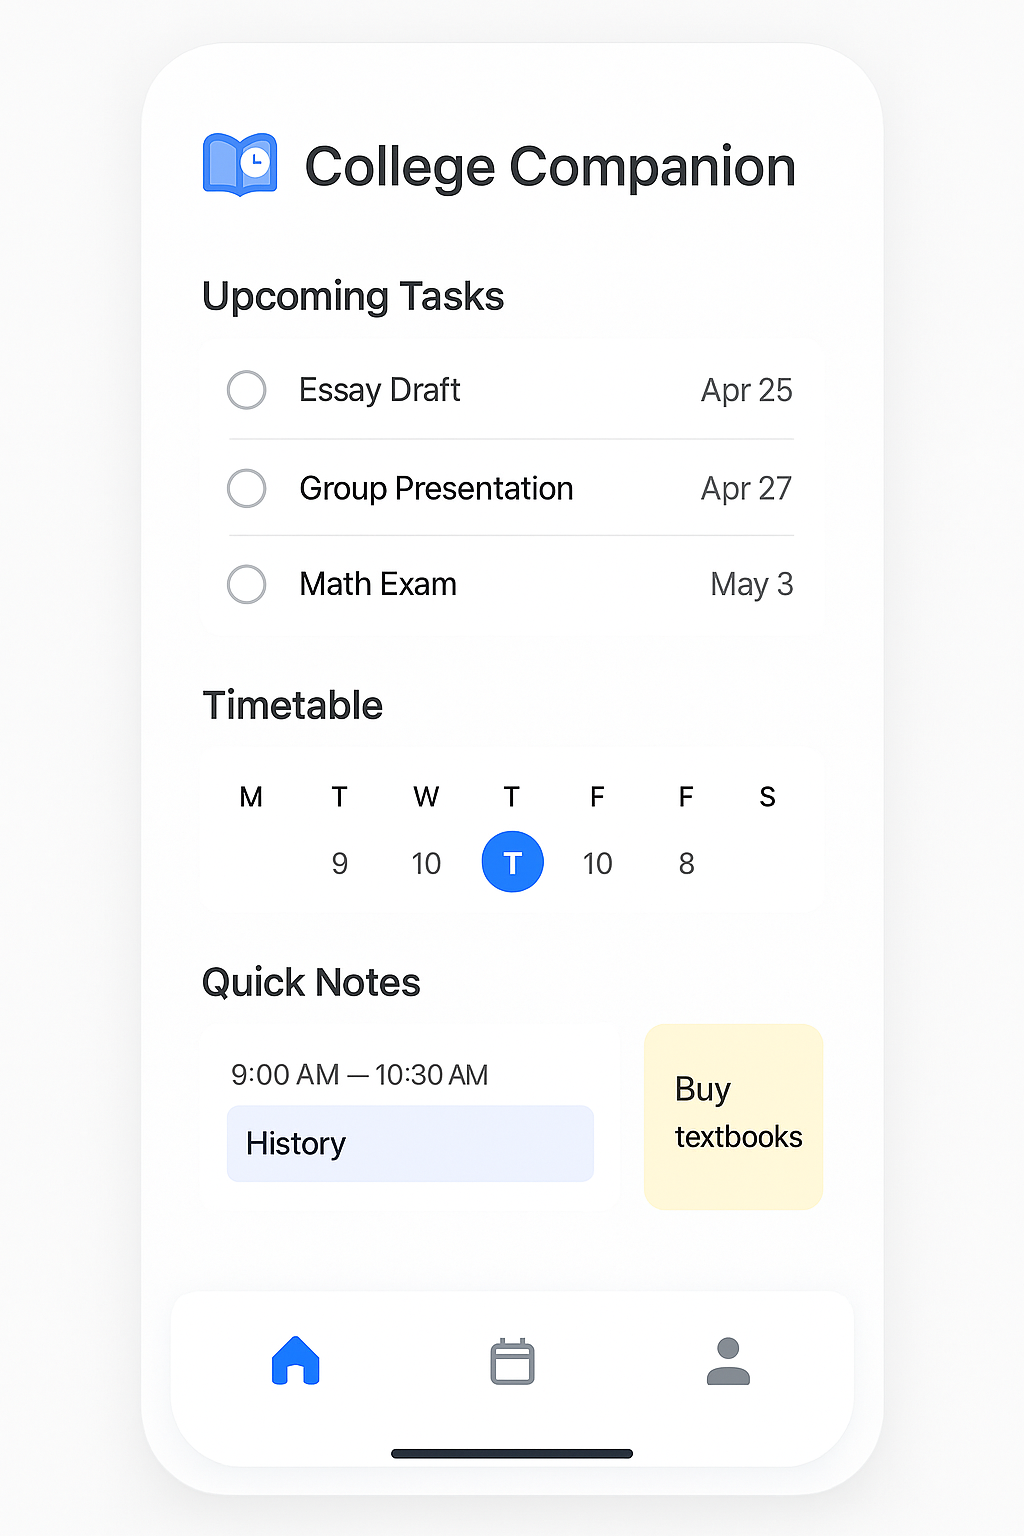 College Companion
Upcoming Tasks
Essay Draft Apr 25
Group Presentation Apr 27
Math Exam May 3
Timetable
M T W T F F S
9 10 T 10 8
Quick Notes
9:00 AM — 10:30 AM
History
Buy
textbooks